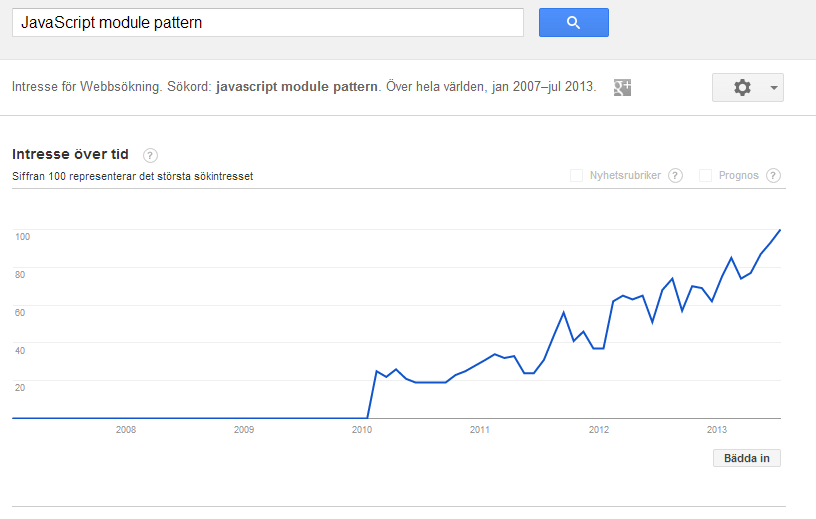 JavaScript module pattern
Intresse för Webbsökning. Sökord: javascript module pattern. Över hela världen, jan 2007–jul 2013.
Intresse över tid ?
Siffran 100 representerar det största sökintresset
Nyhetsrubriker ? Prognos ?
100
80
60
40
20
2008 2009 2010 2011 2012 2013
Bädda in